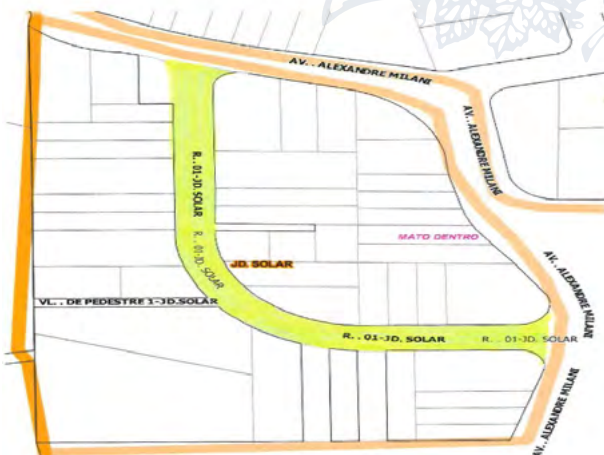 AV. . ALEXANDRE MILANI
AV. . ALEXANDRE MILANI
R. . 01-JD. SOLAR
R. . 01-JD. SOLAR
MATO DENTRO
JD. SOLAR
AV. . ALEXANDRE MILANI
VL. . DE PEDESTRE 1-JD.SOLAR
R. . 01-JD. SOLAR
R. . 01-JD. SOLAR
AV. . ALEXANDRE MILANI